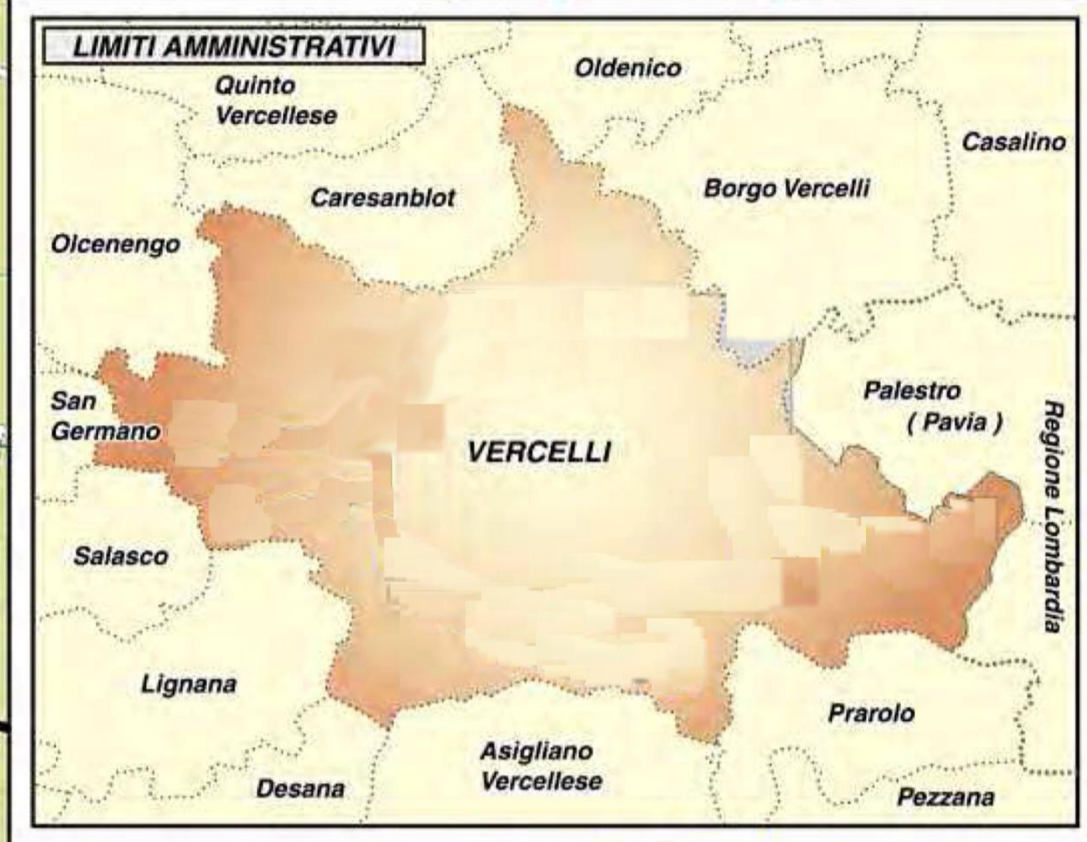 LIMITI AMMINISTRATIVI
Quinto
Vercellese
Oldenico
Casalino
Caresanblot
Borgo Vercelli
Olcenengo
San
Germano
Palestro
( Pavia )
Regione Lombardia
VERCELLI
Salasco
Lignana
Prarolo
Asigliano
Vercellese
Desana
Pezzana